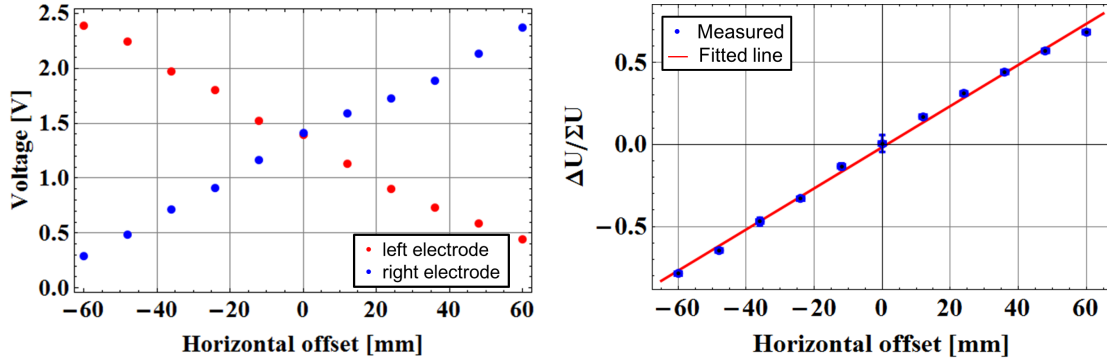 2.5
2.0
1.5
1.0
0.5
0.0
Voltage [V]
left electrode
right electrode
−60 −40 −20 0 20 40 60
Horizontal offset [mm]
0.5
0.0
−0.5
ΔU/ΣU
Measured
Fitted line
−60 −40 −20 0 20 40 60
Horizontal offset [mm]